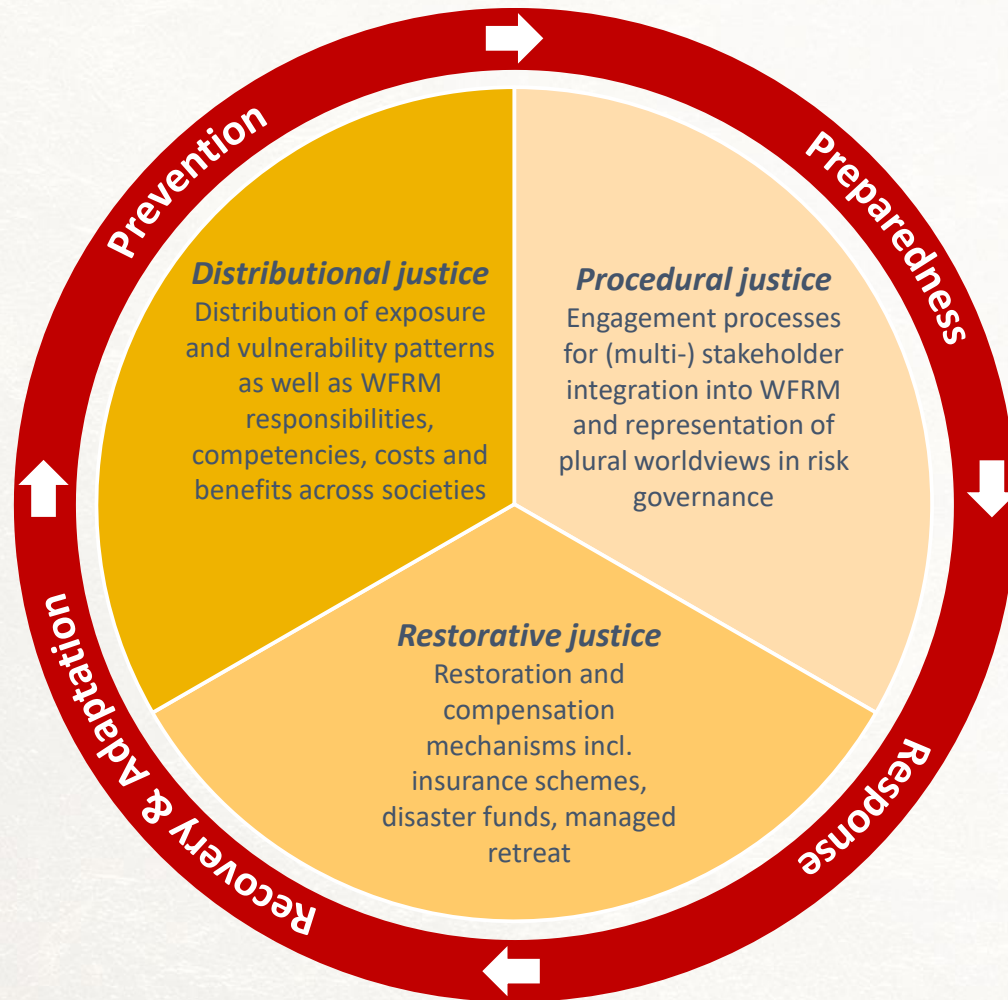 Prevention
Preparedness
Distributional justice
Distribution of exposure
and vulnerability patterns
as well as WFRM
responsibilities,
competencies, costs and
benefits across societies
Procedural justice
Engagement processes
for (multi-) stakeholder
integration into WFRM
and representation of
plural worldviews in risk
governance
Restorative justice
Restoration and
compensation
mechanisms incl.
insurance schemes,
disaster funds, managed
retreat
Response
Recovery & Adaptation